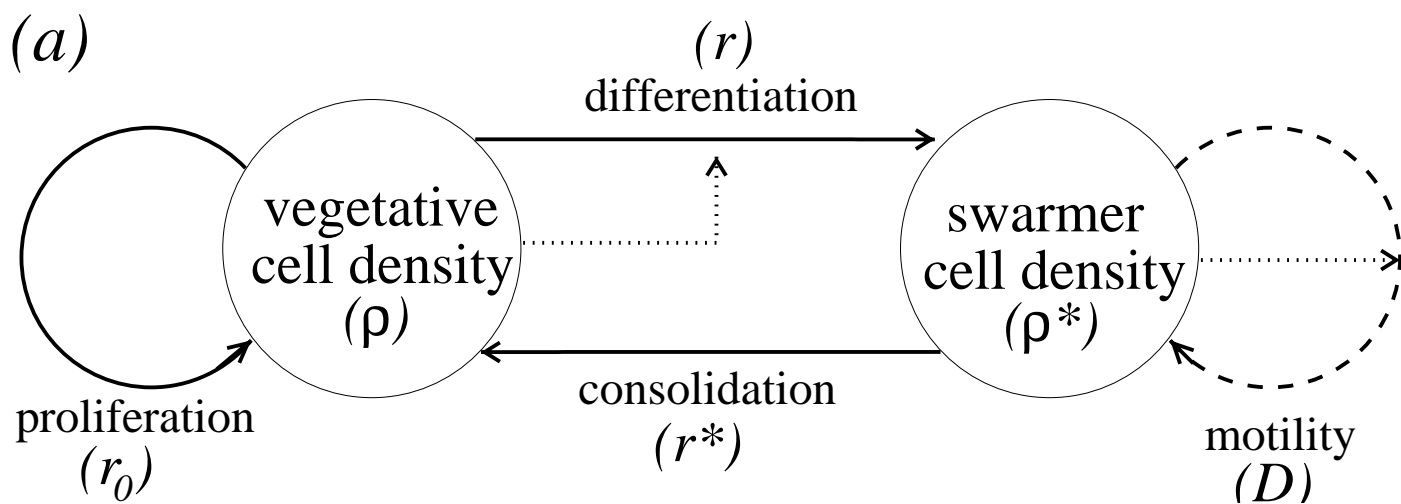 (a)
(r)
differentiation
vegetative
cell density
(ρ)
swarmer
cell density
(ρ*)
proliferation
(r₀)
consolidation
(r*)
motility
(D)